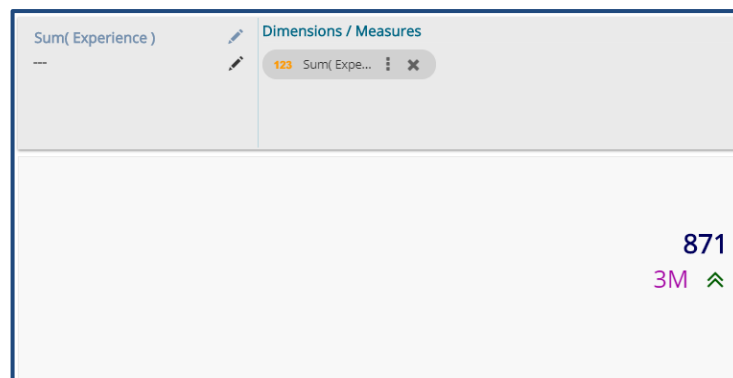 Sum( Experience )
---
Dimensions / Measures
123 Sum( Expe...
871
3M